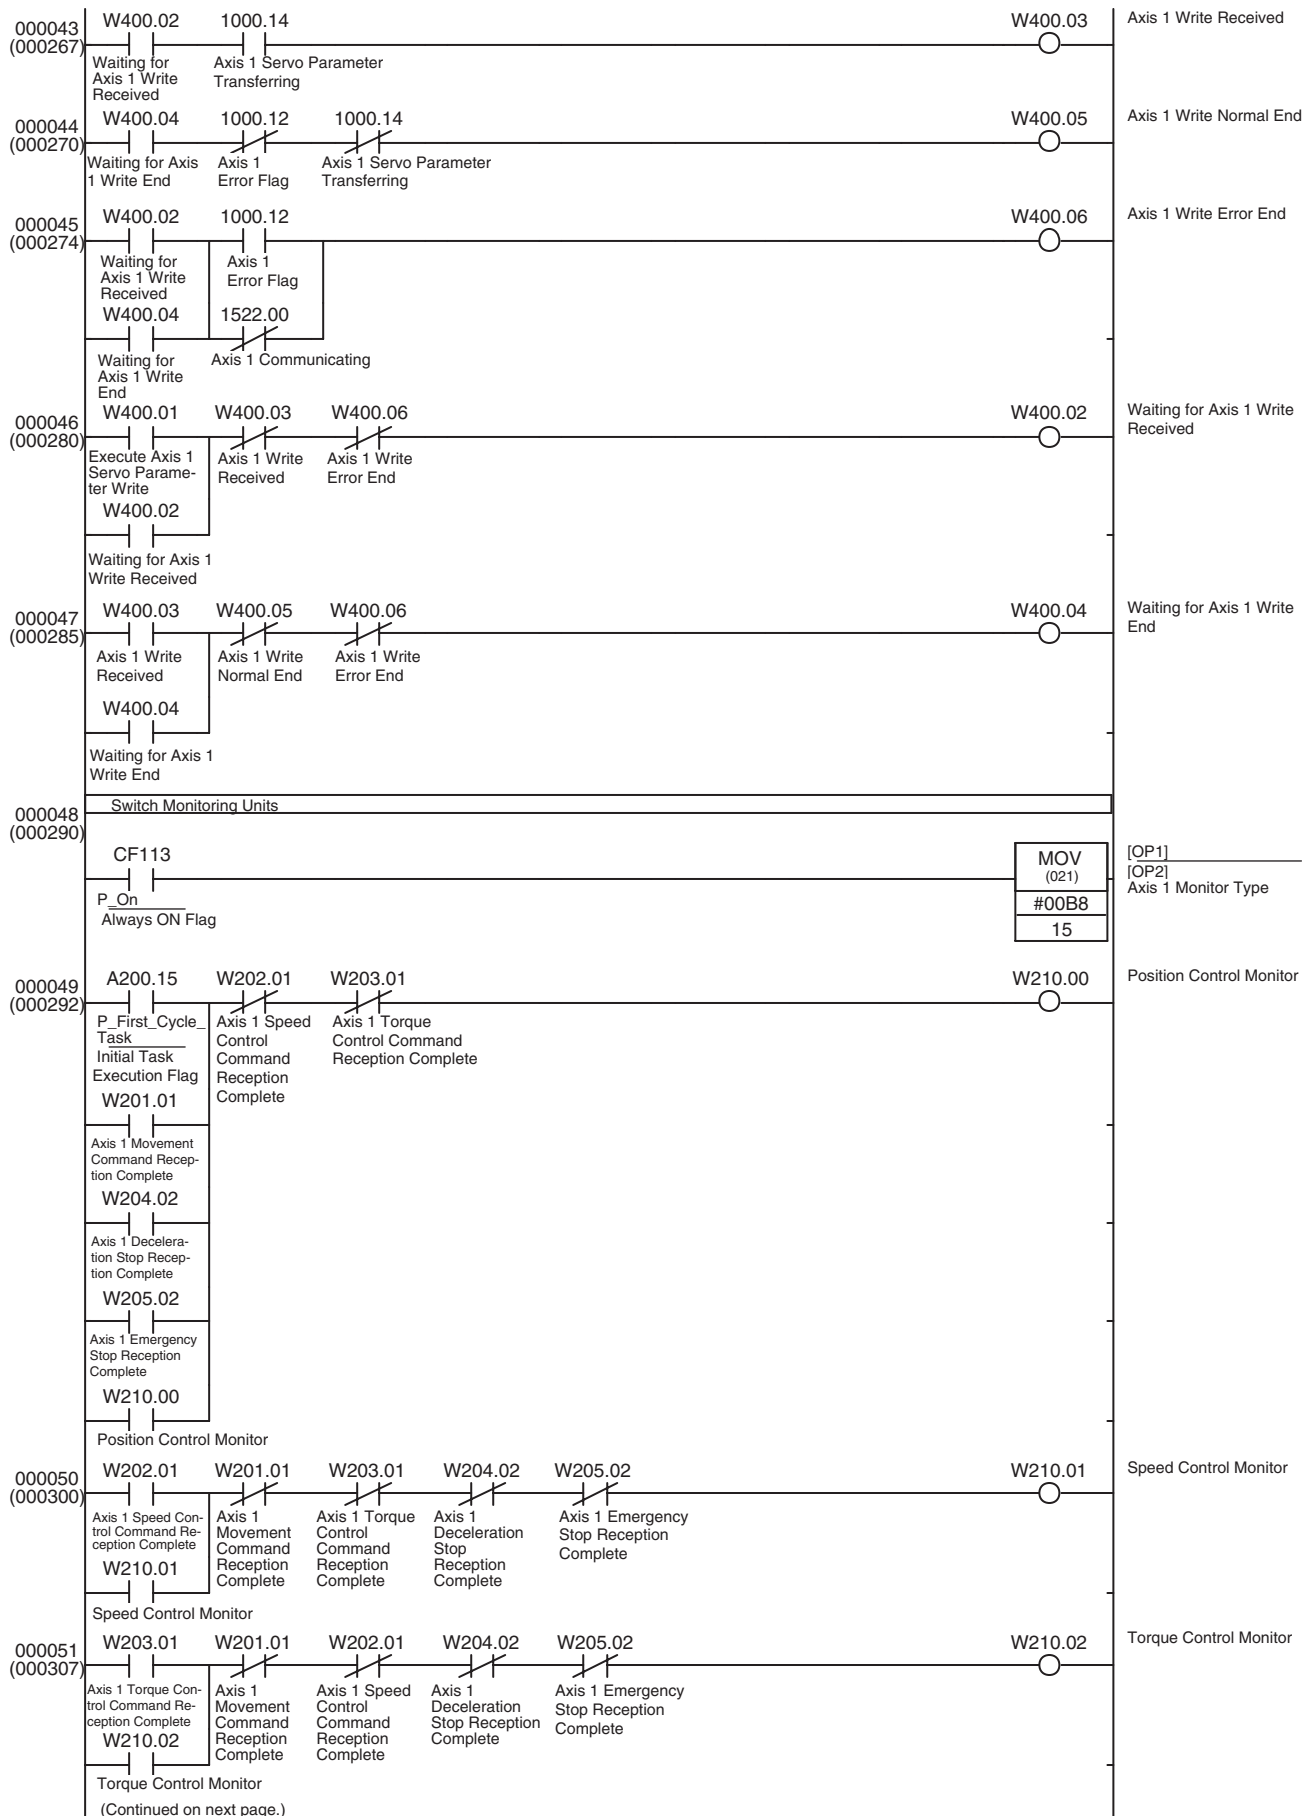 000043
(000267)
W400.02 1000.14 W400.03 Axis 1 Write Received
Waiting for
Axis 1 Write
Received
Axis 1 Servo Parameter
Transferring
000044
(000270)
W400.04 1000.12 1000.14 W400.05 Axis 1 Write Normal End
Waiting for Axis
1 Write End
Axis 1
Error Flag
Axis 1 Servo Parameter
Transferring
000045
(000274)
W400.02 1000.12 W400.06 Axis 1 Write Error End
Waiting for
Axis 1 Write
Received
Axis 1
Error Flag
W400.04 1522.00
Waiting for
Axis 1 Write
End
Axis 1 Communicating
000046
(000280)
W400.01 W400.03 W400.06 W400.02
Waiting for Axis 1 Write
Received
Execute Axis 1
Servo Parame-
ter Write
Axis 1 Write
Received
Axis 1 Write
Error End
W400.02
Waiting for Axis 1
Write Received
000047
(000285)
W400.03 W400.05 W400.06 W400.04
Waiting for Axis 1 Write
End
Axis 1 Write
Received
Axis 1 Write
Normal End
Axis 1 Write
Error End
W400.04
Waiting for Axis 1
Write End
000048
(000290)
Switch Monitoring Units
CF113
P_On
Always ON Flag
MOV
(021)
#00B8
15
[OP1]
[OP2]
Axis 1 Monitor Type
000049
(000292)
A200.15 W202.01 W203.01 W210.00 Position Control Monitor
P_First_Cycle_
Task
Initial Task
Execution Flag
Axis 1 Speed
Control
Command
Reception
Complete
Axis 1 Torque
Control Command
Reception Complete
W201.01
Axis 1 Movement
Command Recep-
tion Complete
W204.02
Axis 1 Decelera-
tion Stop Recep-
tion Complete
W205.02
Axis 1 Emergency
Stop Reception
Complete
W210.00
Position Control Monitor
000050
(000300)
W202.01 W201.01 W203.01 W204.02 W205.02 W210.01 Speed Control Monitor
Axis 1 Speed Con-
trol Command Re-
ception Complete
Axis 1
Movement
Command
Reception
Complete
Axis 1 Torque
Control
Command
Reception
Complete
Axis 1
Deceleration
Stop
Reception
Complete
Axis 1 Emergency
Stop Reception
Complete
W210.01
Speed Control Monitor
000051
(000307)
W203.01 W201.01 W202.01 W204.02 W205.02 W210.02 Torque Control Monitor
Axis 1 Torque Con-
trol Command Re-
ception Complete
Axis 1
Movement
Command
Reception
Complete
Axis 1 Speed
Control
Command
Reception
Complete
Axis 1
Deceleration
Stop Reception
Complete
Axis 1 Emergency
Stop Reception
Complete
W210.02
Torque Control Monitor
(Continued on next page.)